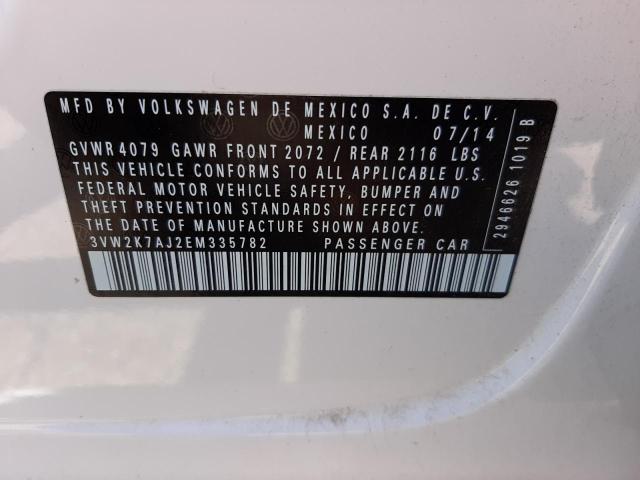 MFD BY VOLKSWAGEN DE MEXICO S.A. DE C.V.
MEXICO 07/14
GVWR 4079 GAWR FRONT 2072 / REAR 2116 LBS
THIS VEHICLE CONFORMS TO ALL APPLICABLE U.S.
FEDERAL MOTOR VEHICLE SAFETY, BUMPER AND
THEFT PREVENTION STANDARDS IN EFFECT ON
THE DATE OF MANUFACTURE SHOWN ABOVE.
3VW2K7AJ2EM335782 PASSENGER CAR
2946626 1019 B